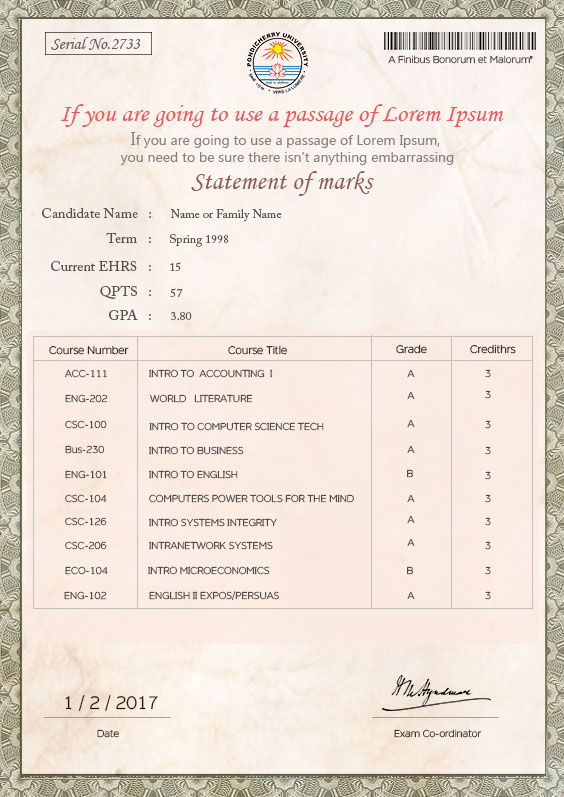 Serial No.2733
PONDICHERRY UNIVERSITY
VERS LA LUMIERE
A Finibus Bonorum et Malorum®
If you are going to use a passage of Lorem Ipsum
If you are going to use a passage of Lorem Ipsum,
you need to be sure there isn't anything embarrassing
Statement of marks
Candidate Name : Name or Family Name
Term : Spring 1998
Current EHRS : 15
QPTS : 57
GPA : 3.80
Course Number Course Title Grade Credithrs
ACC-111 INTRO TO ACCOUNTING I A 3
ENG-202 WORLD LITERATURE A 3
CSC-100 INTRO TO COMPUTER SCIENCE TECH A 3
Bus-230 INTRO TO BUSINESS A 3
ENG-101 INTRO TO ENGLISH B 3
CSC-104 COMPUTERS POWER TOOLS FOR THE MIND A 3
CSC-126 INTRO SYSTEMS INTEGRITY A 3
CSC-206 INTRANETWORK SYSTEMS A 3
ECO-104 INTRO MICROECONOMICS B 3
ENG-102 ENGLISH II EXPOS/PERSUAS A 3
1 / 2 / 2017
Date Exam Co-ordinator